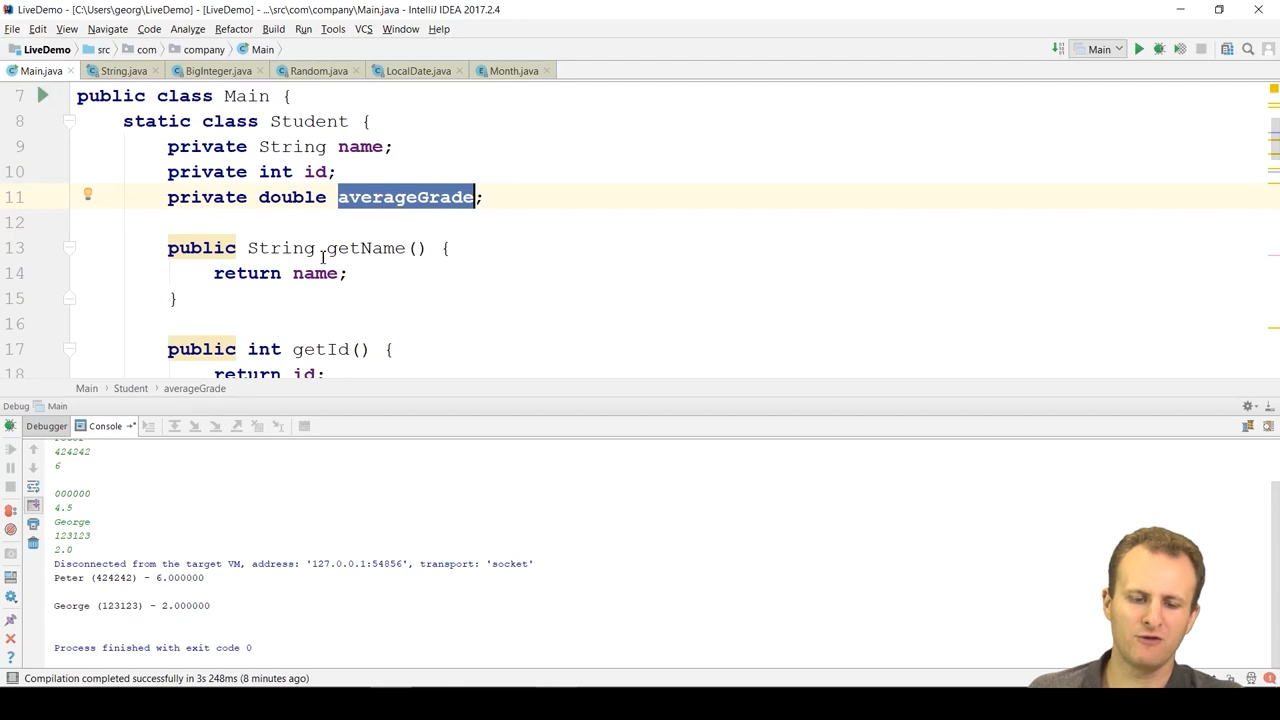 LiveDemo - [C:\Users\georg\LiveDemo] - [LiveDemo] - ...\src\com\company\Main.java - IntelliJ IDEA 2017.2.4
File Edit View Navigate Code Analyze Refactor Build Run Tools VCS Window Help
LiveDemo src com company Main Main
Main.java String.java BigInteger.java Random.java LocalDate.java Month.java
7 public class Main {
8 static class Student {
9 private String name;
10 private int id;
11 private double averageGrade;
12
13 public String getName() {
14 return name;
15 }
16
17 public int getId() {
18 return id;
Main Student averageGrade
Debug Main
Debugger Console
424242
6
000000
4.5
George
123123
2.0
Disconnected from the target VM, address: '127.0.0.1:54856', transport: 'socket'
Peter (424242) - 6.000000
George (123123) - 2.000000
Process finished with exit code 0
Compilation completed successfully in 3s 248ms (8 minutes ago)